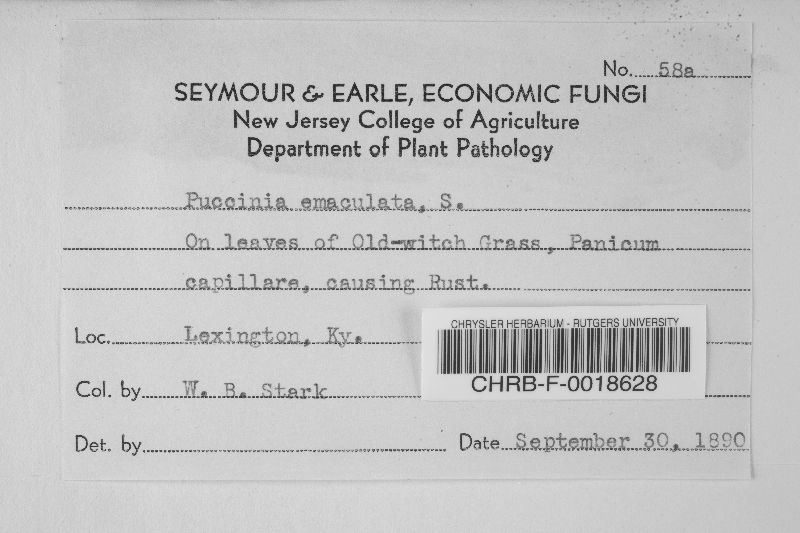 No. 58a
SEYMOUR & EARLE, ECONOMIC FUNGI
New Jersey College of Agriculture
Department of Plant Pathology
Puccinia emaculata, S.
On leaves of Old-witch Grass, Panicum
capillare, causing Rust.
Loc. Lexington, Ky.
CHRYSLER HERBARIUM - RUTGERS UNIVERSITY
CHRB-F-0018628
Col. by W. B. Stark
Det. by Date September 30, 1890